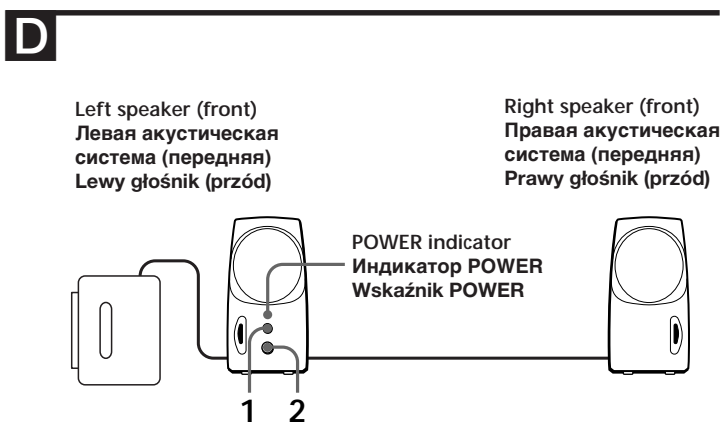 D
Left speaker (front)
Левая акустическая
система (передняя)
Lewy głośnik (przód)
Right speaker (front)
Правая акустическая
система (передняя)
Prawy głośnik (przód)
POWER indicator
Индикатор POWER
Wskaźnik POWER
1 2